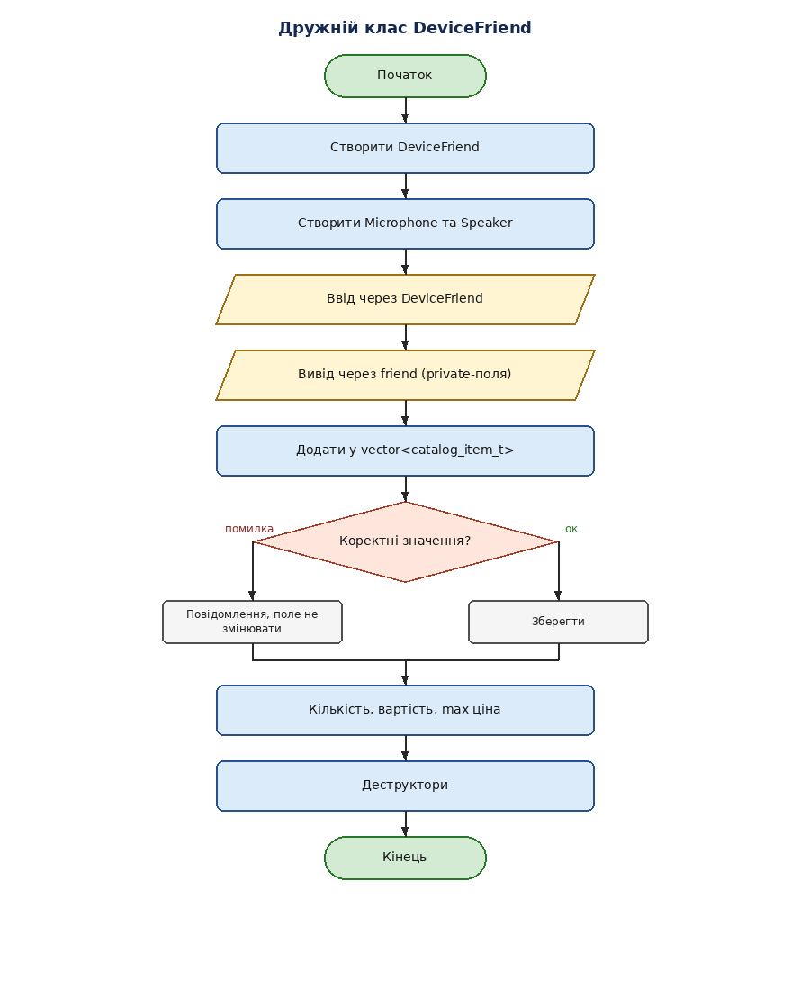 Дружній клас DeviceFriend
Початок
Створити DeviceFriend
Створити Microphone та Speaker
Ввід через DeviceFriend
Вивід через friend (private-поля)
Додати у vector<catalog_item_t>
помилка
Коректні значення?
ок
Повідомлення, поле не
змінювати
Зберегти
Кількість, вартість, max ціна
Деструктори
Кінець